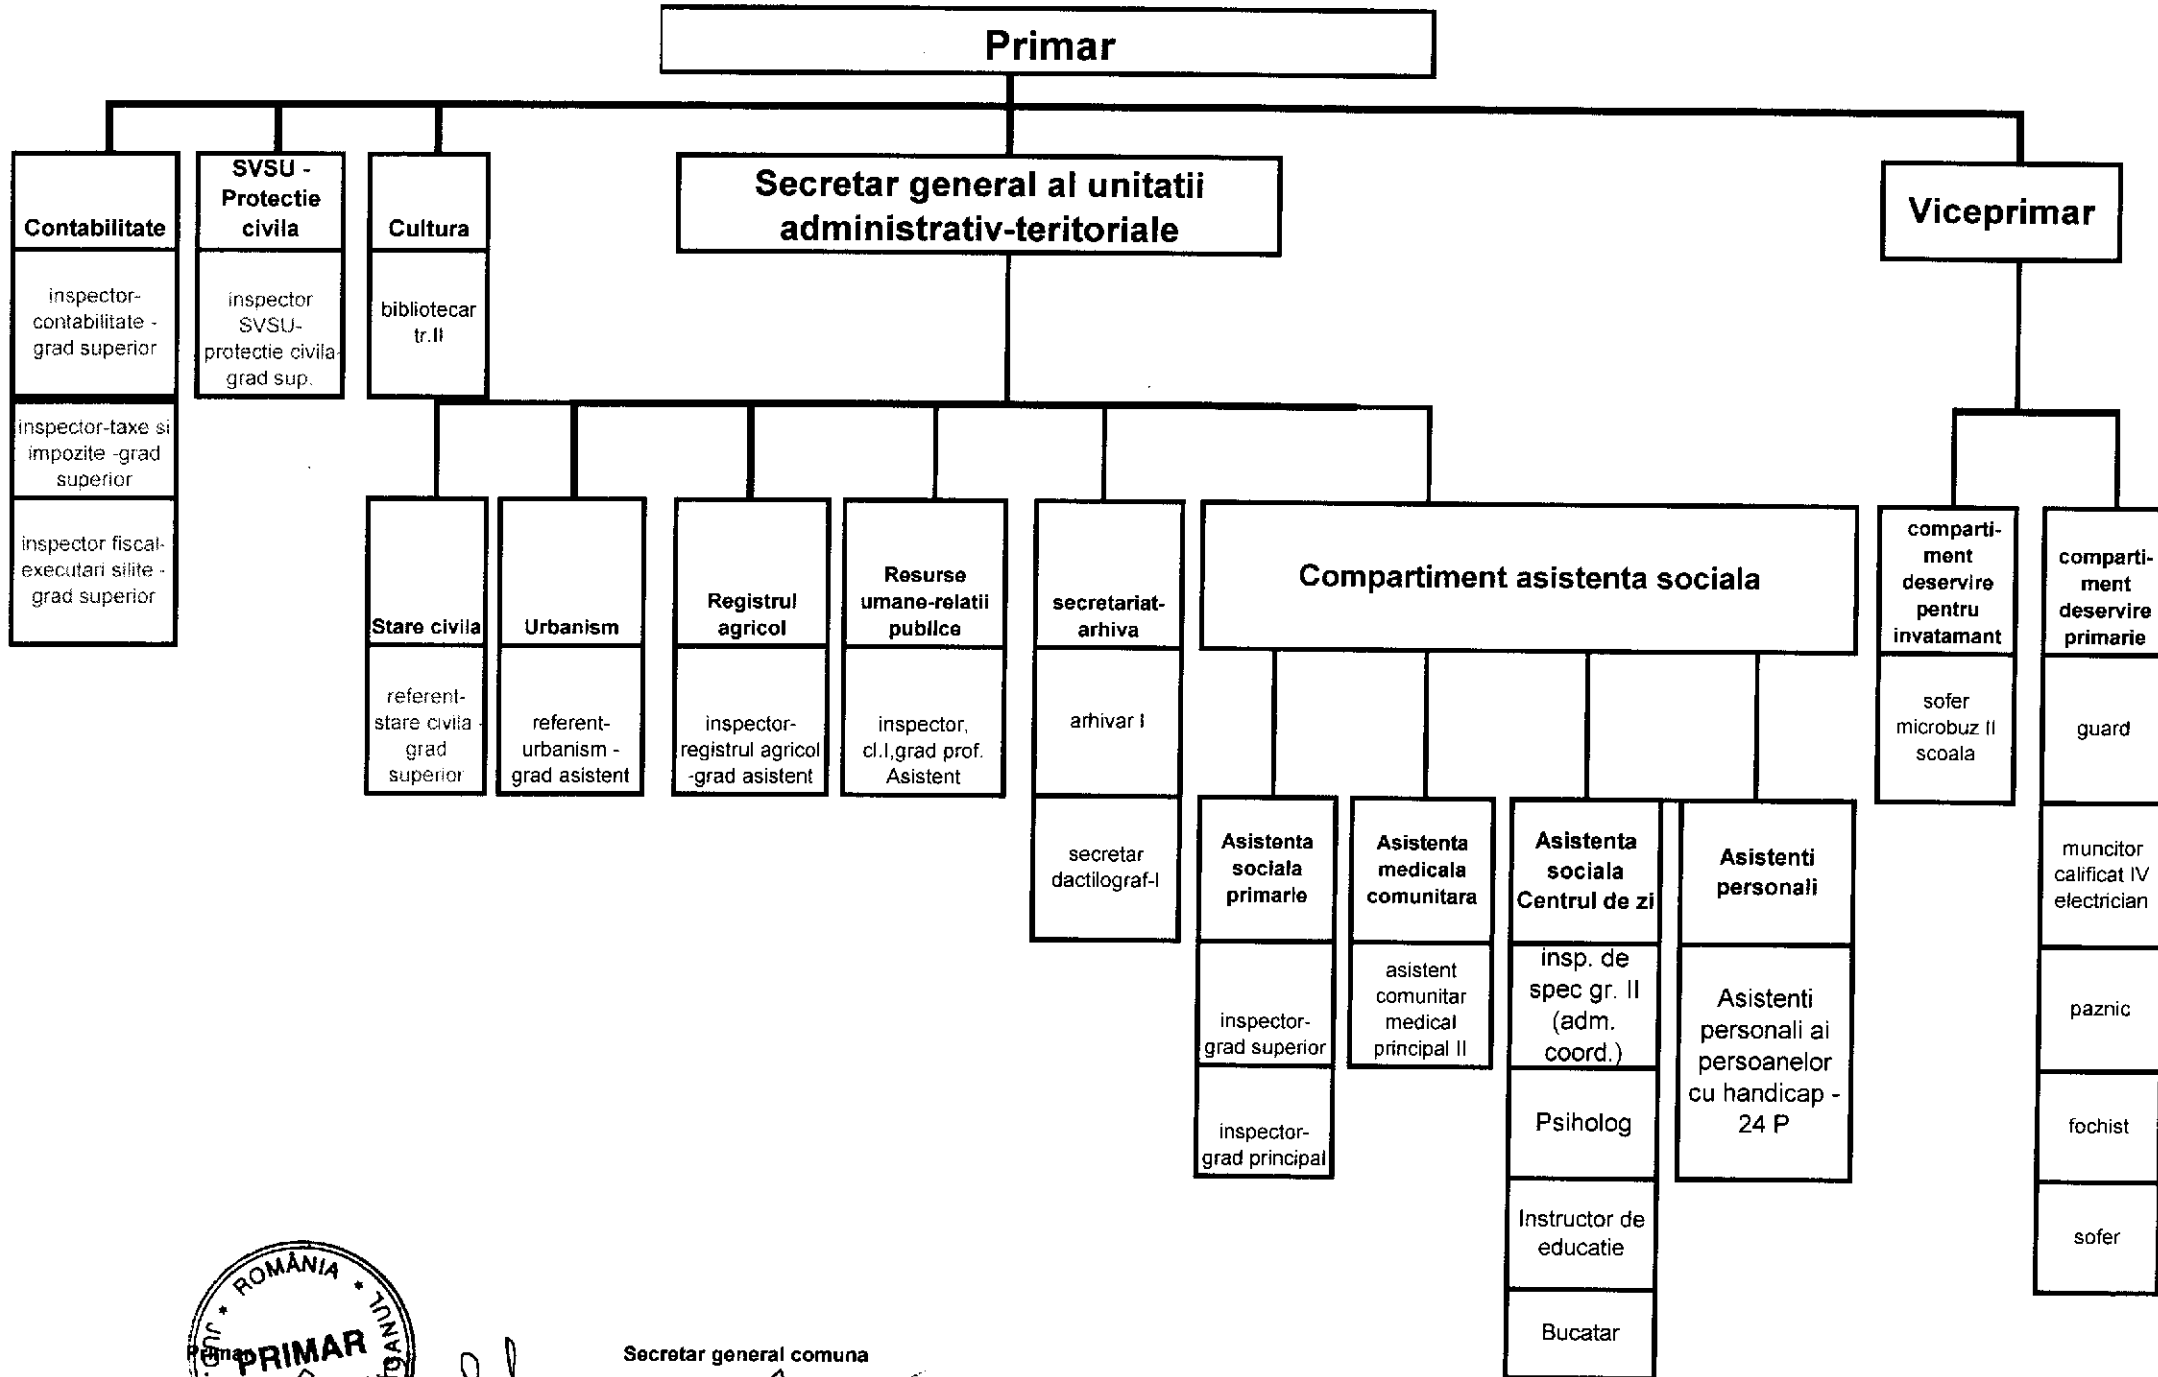 Primar
Contabilitate
inspector-
contabilitate -
grad superior
inspector-taxe si
impozite -grad
superior
inspector fiscal-
executari silite -
grad superior
SVSU -
Protectie
civila
inspector
SVSU-
protectie civila-
grad sup.
Cultura
bibliotecar
tr.II
Secretar general al unitatii
administrativ-teritoriale
Viceprimar
Stare civila
referent-
stare civila -
grad
superior
Urbanism
referent-
urbanism -
grad asistent
Registrul
agricol
inspector-
registrul agricol
-grad asistent
Resurse
umane-relatii
publice
inspector,
cl.I,grad prof.
Asistent
secretariat-
arhiva
arhivar I
secretar
dactilograf-I
Compartiment asistenta sociala
Asistenta
sociala
primarie
inspector-
grad superior
inspector-
grad principal
Asistenta
medicala
comunitara
asistent
comunitar
medical
principal II
Asistenta
sociala
Centrul de zi
insp. de
spec gr. II
(adm.
coord.)
Psiholog
Instructor de
educatie
Bucatar
Asistenti
personali
Asistenti
personali ai
persoanelor
cu handicap -
24 P
comparti-
ment
deservire
pentru
invatamant
sofer
microbuz II
scoala
comparti-
ment
deservire
primarie
guard
muncitor
calificat IV
electrician
paznic
fochist
sofer
ROMÂNIA
PRIMAR
Primar
Secretar general comuna